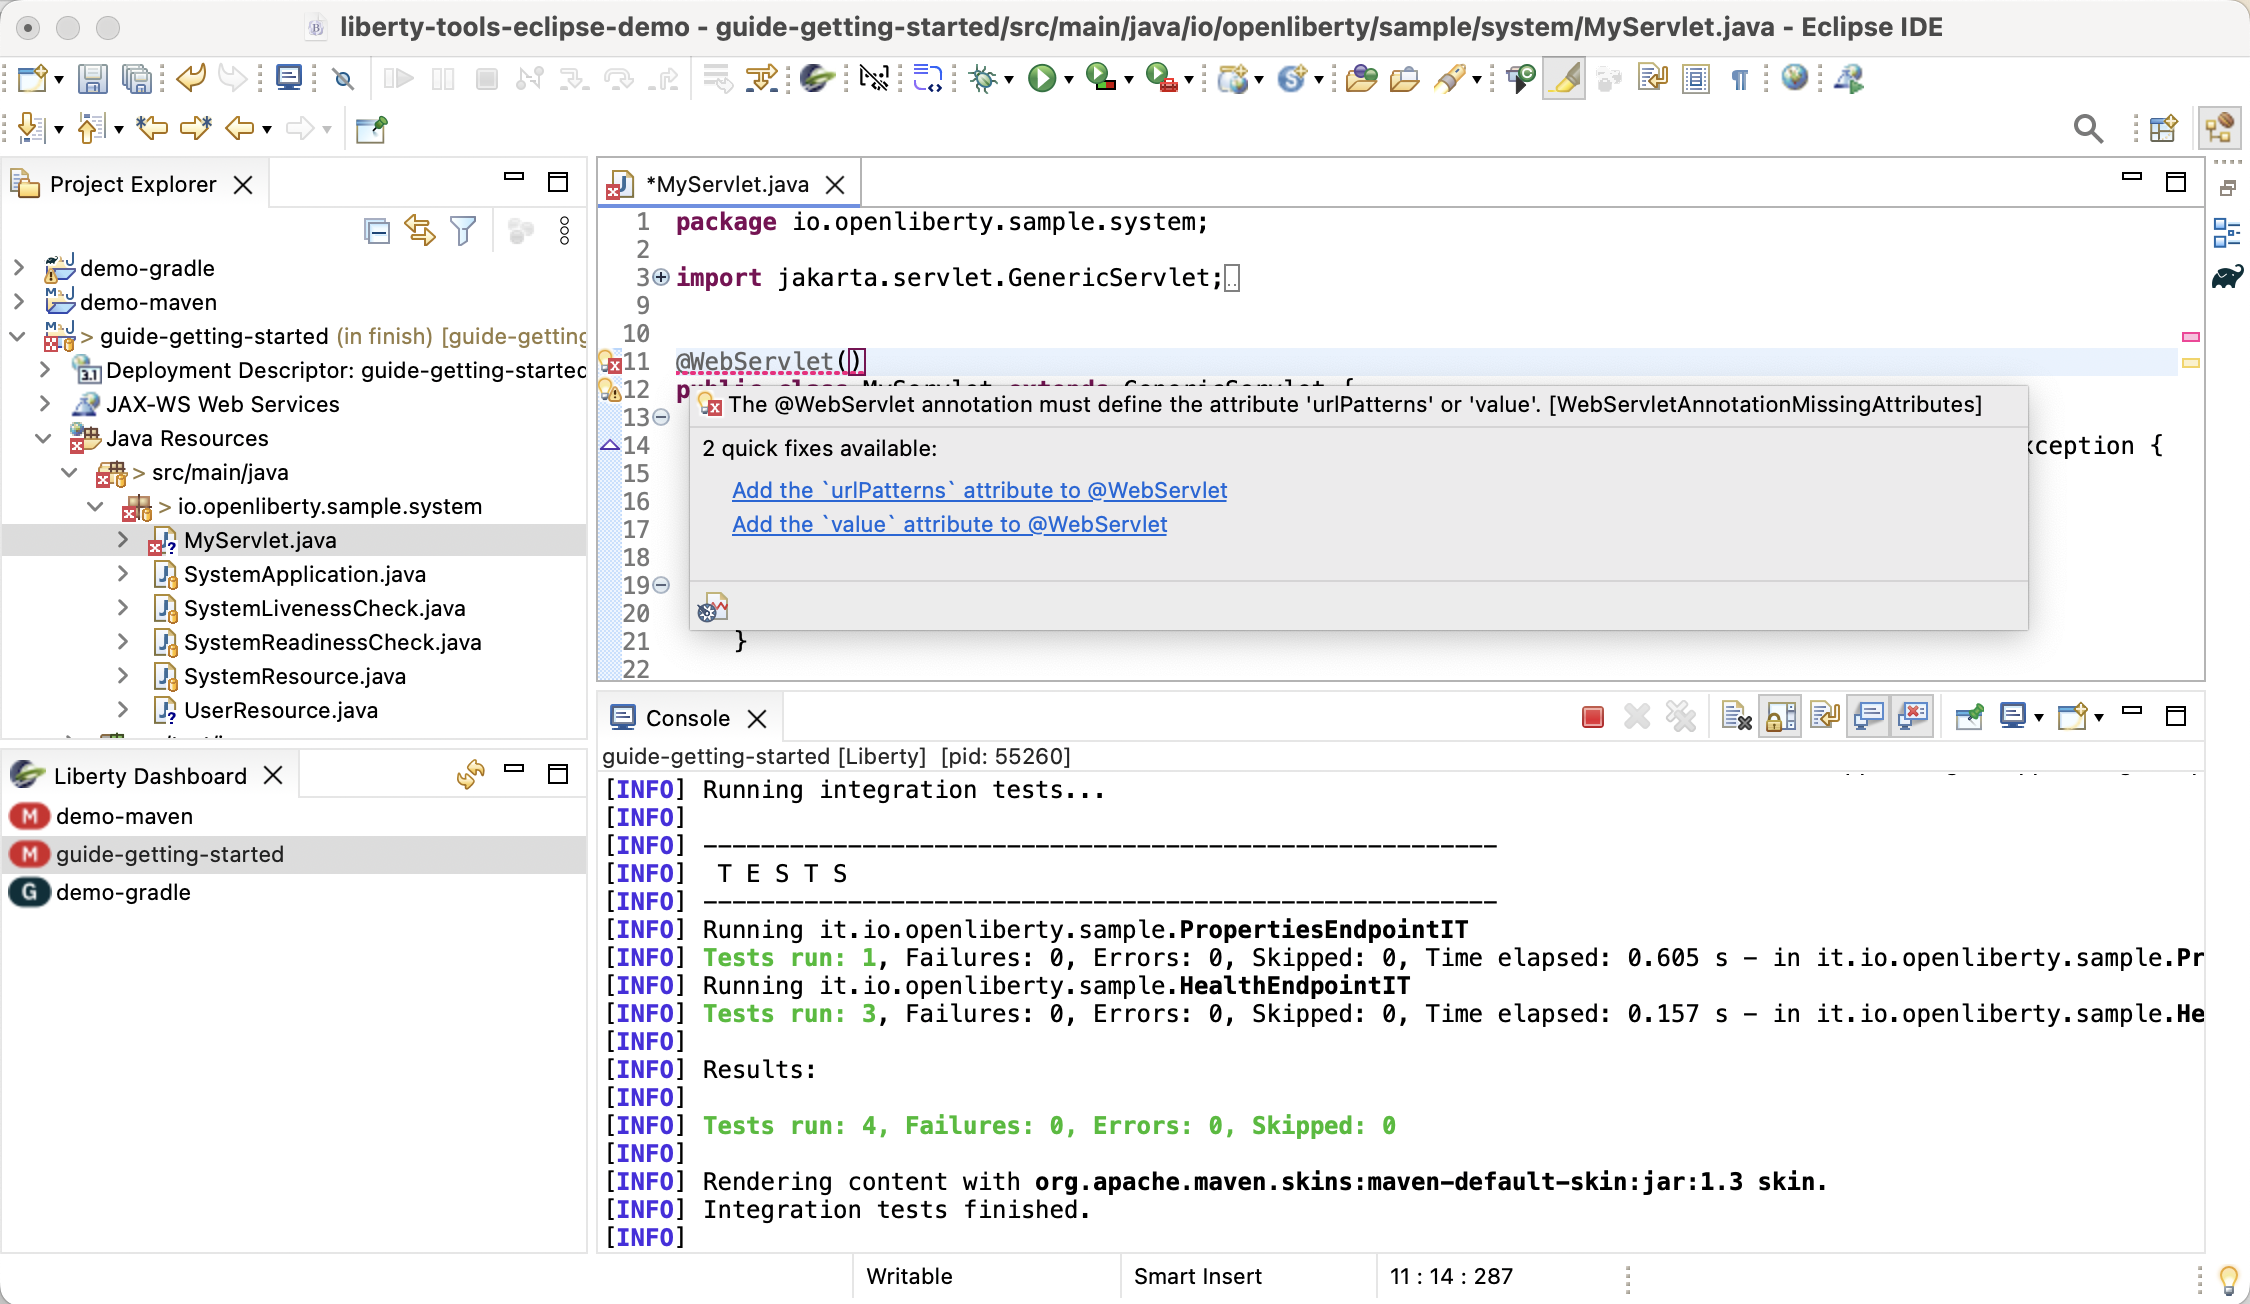 liberty-tools-eclipse-demo - guide-getting-started/src/main/java/io/openliberty/sample/system/MyServlet.java - Eclipse IDE
Project Explorer
demo-gradle
demo-maven
> guide-getting-started (in finish) [guide-getting
Deployment Descriptor: guide-getting-started
JAX-WS Web Services
Java Resources
> src/main/java
> io.openliberty.sample.system
MyServlet.java
SystemApplication.java
SystemLivenessCheck.java
SystemReadinessCheck.java
SystemResource.java
UserResource.java
Liberty Dashboard
M demo-maven
M guide-getting-started
G demo-gradle
*MyServlet.java
1 package io.openliberty.sample.system;
2
3 import jakarta.servlet.GenericServlet;
9
10
11 @WebServlet()
12 public class MyServlet extends GenericServlet {
13
14 xception {
15
16
17
18
19
20
21 }
22
The @WebServlet annotation must define the attribute 'urlPatterns' or 'value'. [WebServletAnnotationMissingAttributes]
2 quick fixes available:
Add the `urlPatterns` attribute to @WebServlet
Add the `value` attribute to @WebServlet
Console
guide-getting-started [Liberty] [pid: 55260]
[INFO] Running integration tests...
[INFO]
[INFO] -------------------------------------------------------
[INFO]  T E S T S
[INFO] -------------------------------------------------------
[INFO] Running it.io.openliberty.sample.PropertiesEndpointIT
[INFO] Tests run: 1, Failures: 0, Errors: 0, Skipped: 0, Time elapsed: 0.605 s - in it.io.openliberty.sample.Pr
[INFO] Running it.io.openliberty.sample.HealthEndpointIT
[INFO] Tests run: 3, Failures: 0, Errors: 0, Skipped: 0, Time elapsed: 0.157 s - in it.io.openliberty.sample.He
[INFO]
[INFO] Results:
[INFO]
[INFO] Tests run: 4, Failures: 0, Errors: 0, Skipped: 0
[INFO]
[INFO] Rendering content with org.apache.maven.skins:maven-default-skin:jar:1.3 skin.
[INFO] Integration tests finished.
[INFO]
Writable
Smart Insert
11 : 14 : 287